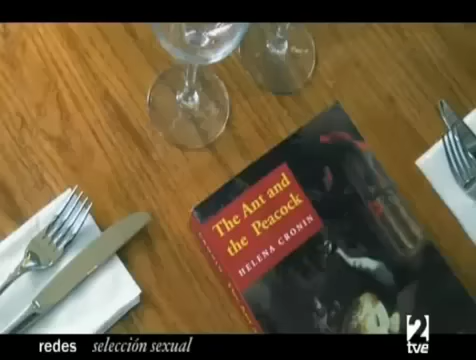 The Ant and
the Peacock
HELENA CRONIN
redes selección sexual
2
tve